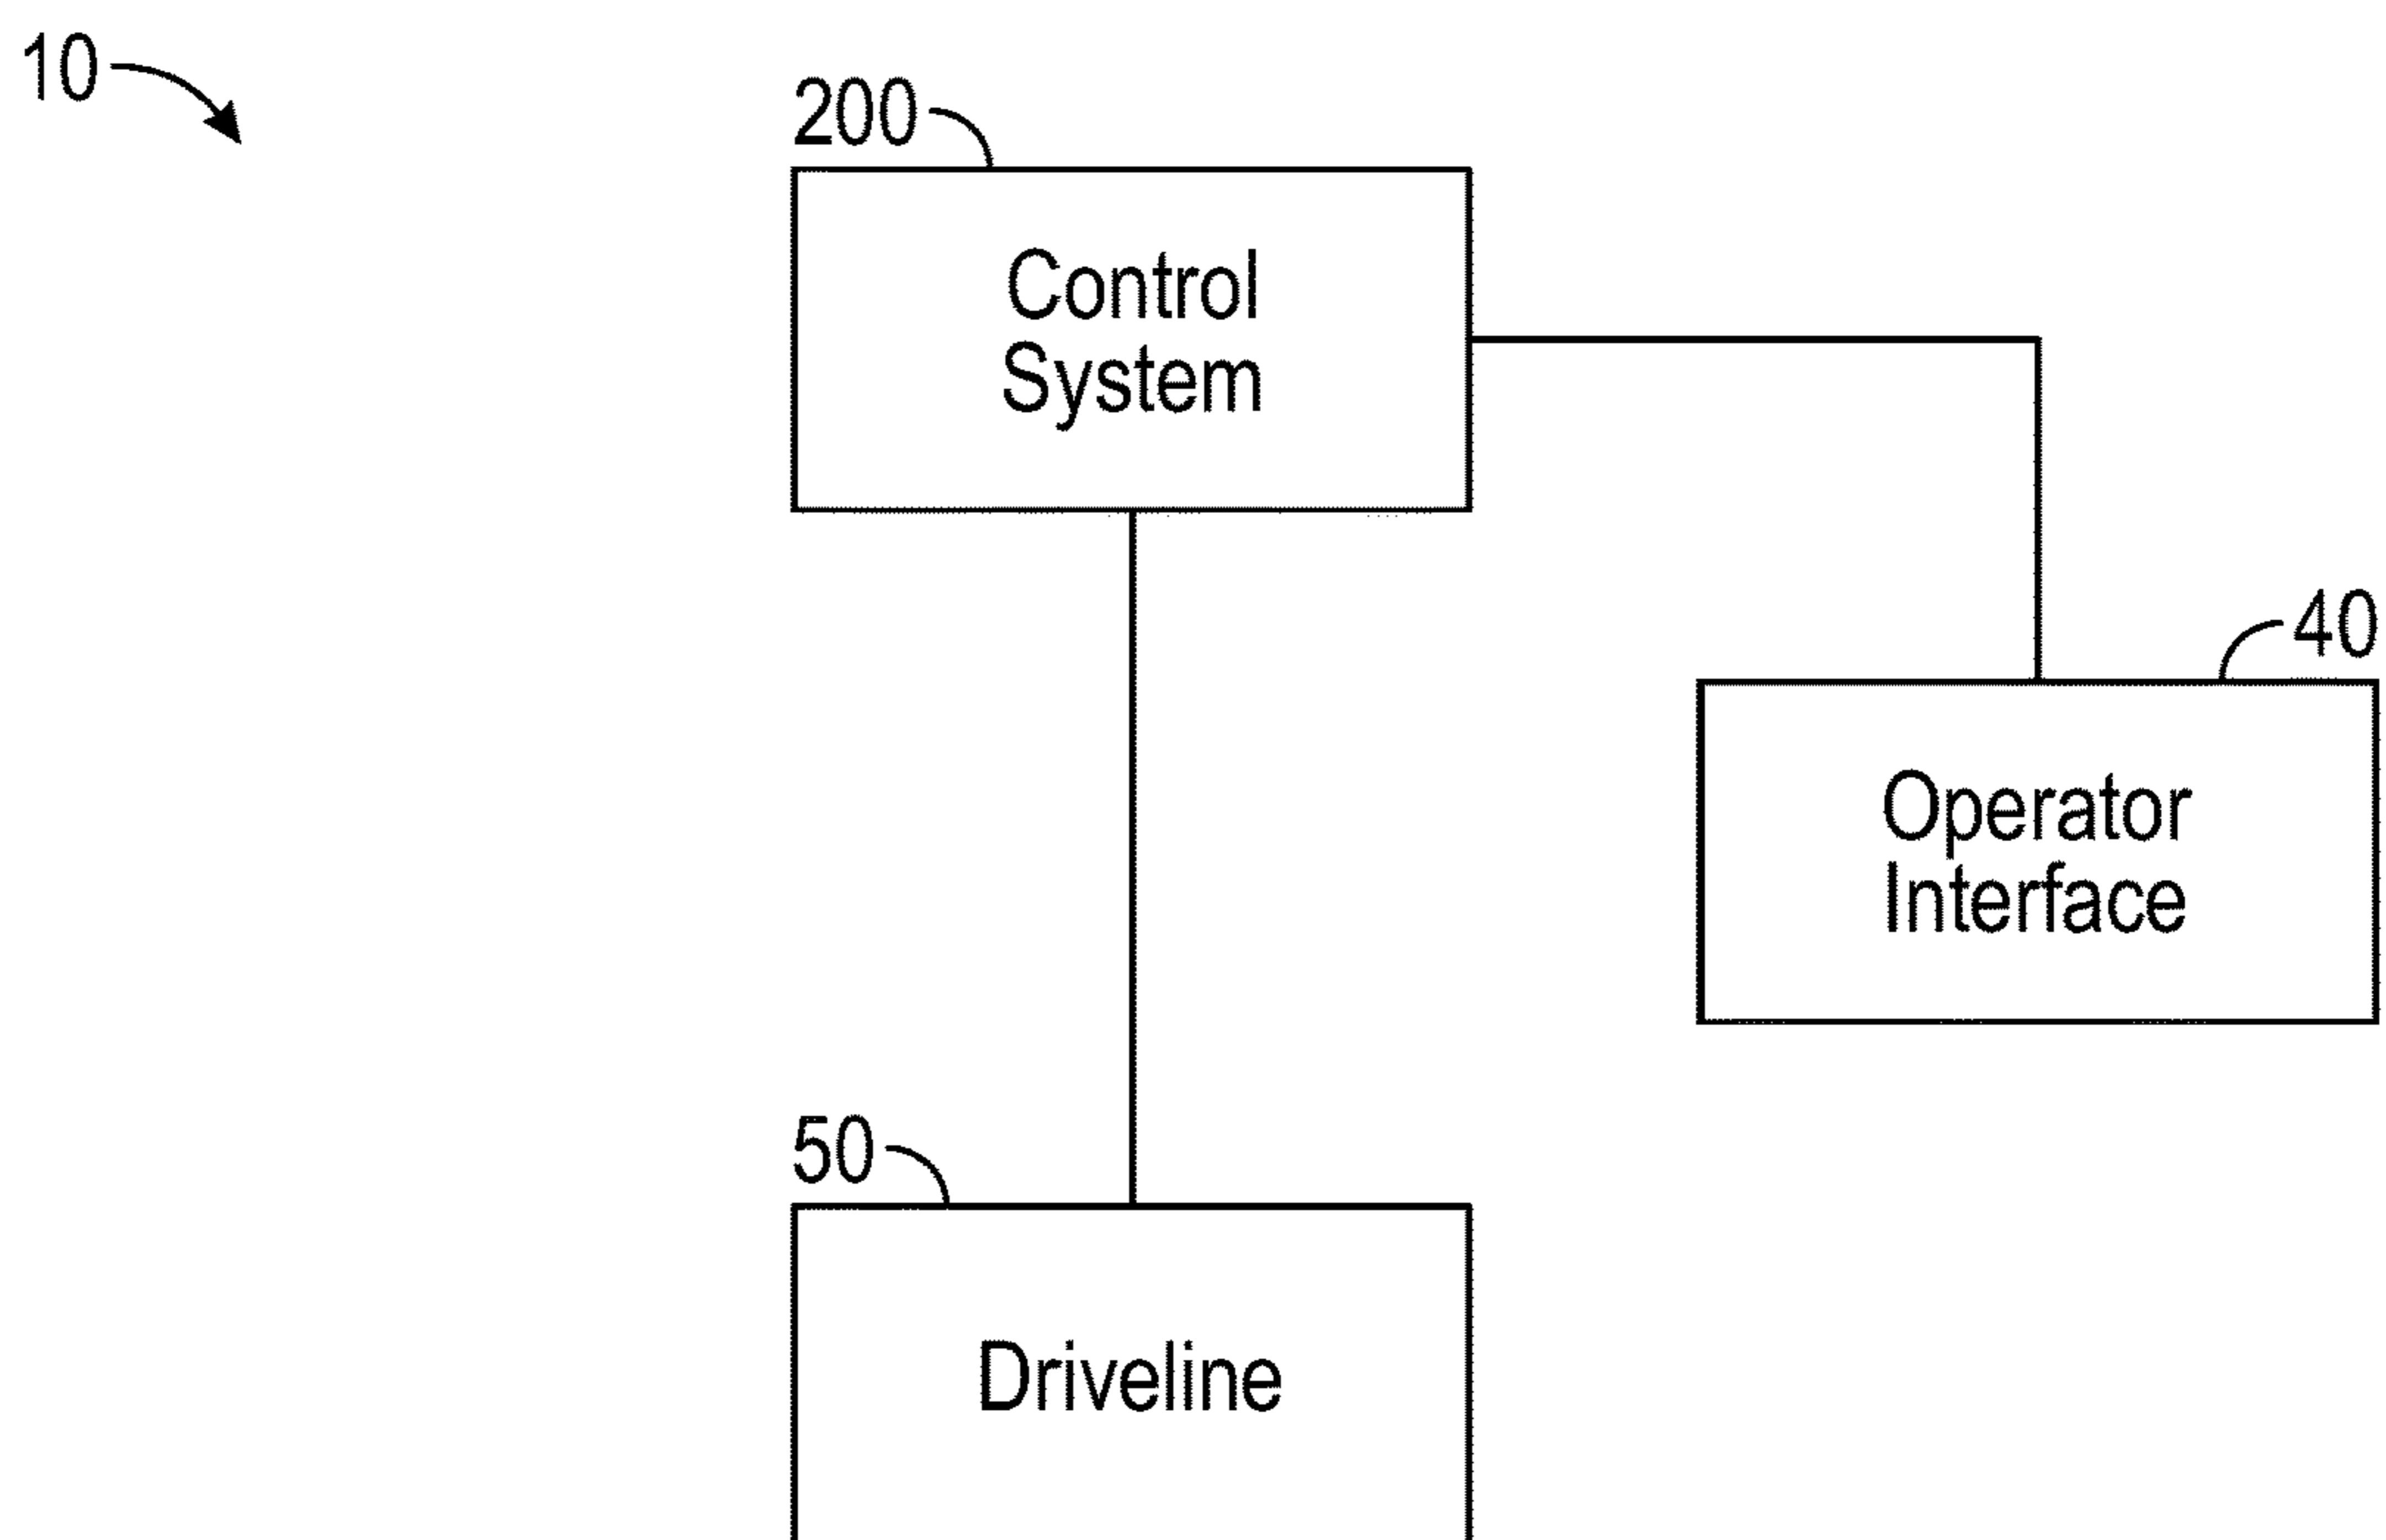 10
200
Control
System
40
Operator
Interface
50
Driveline